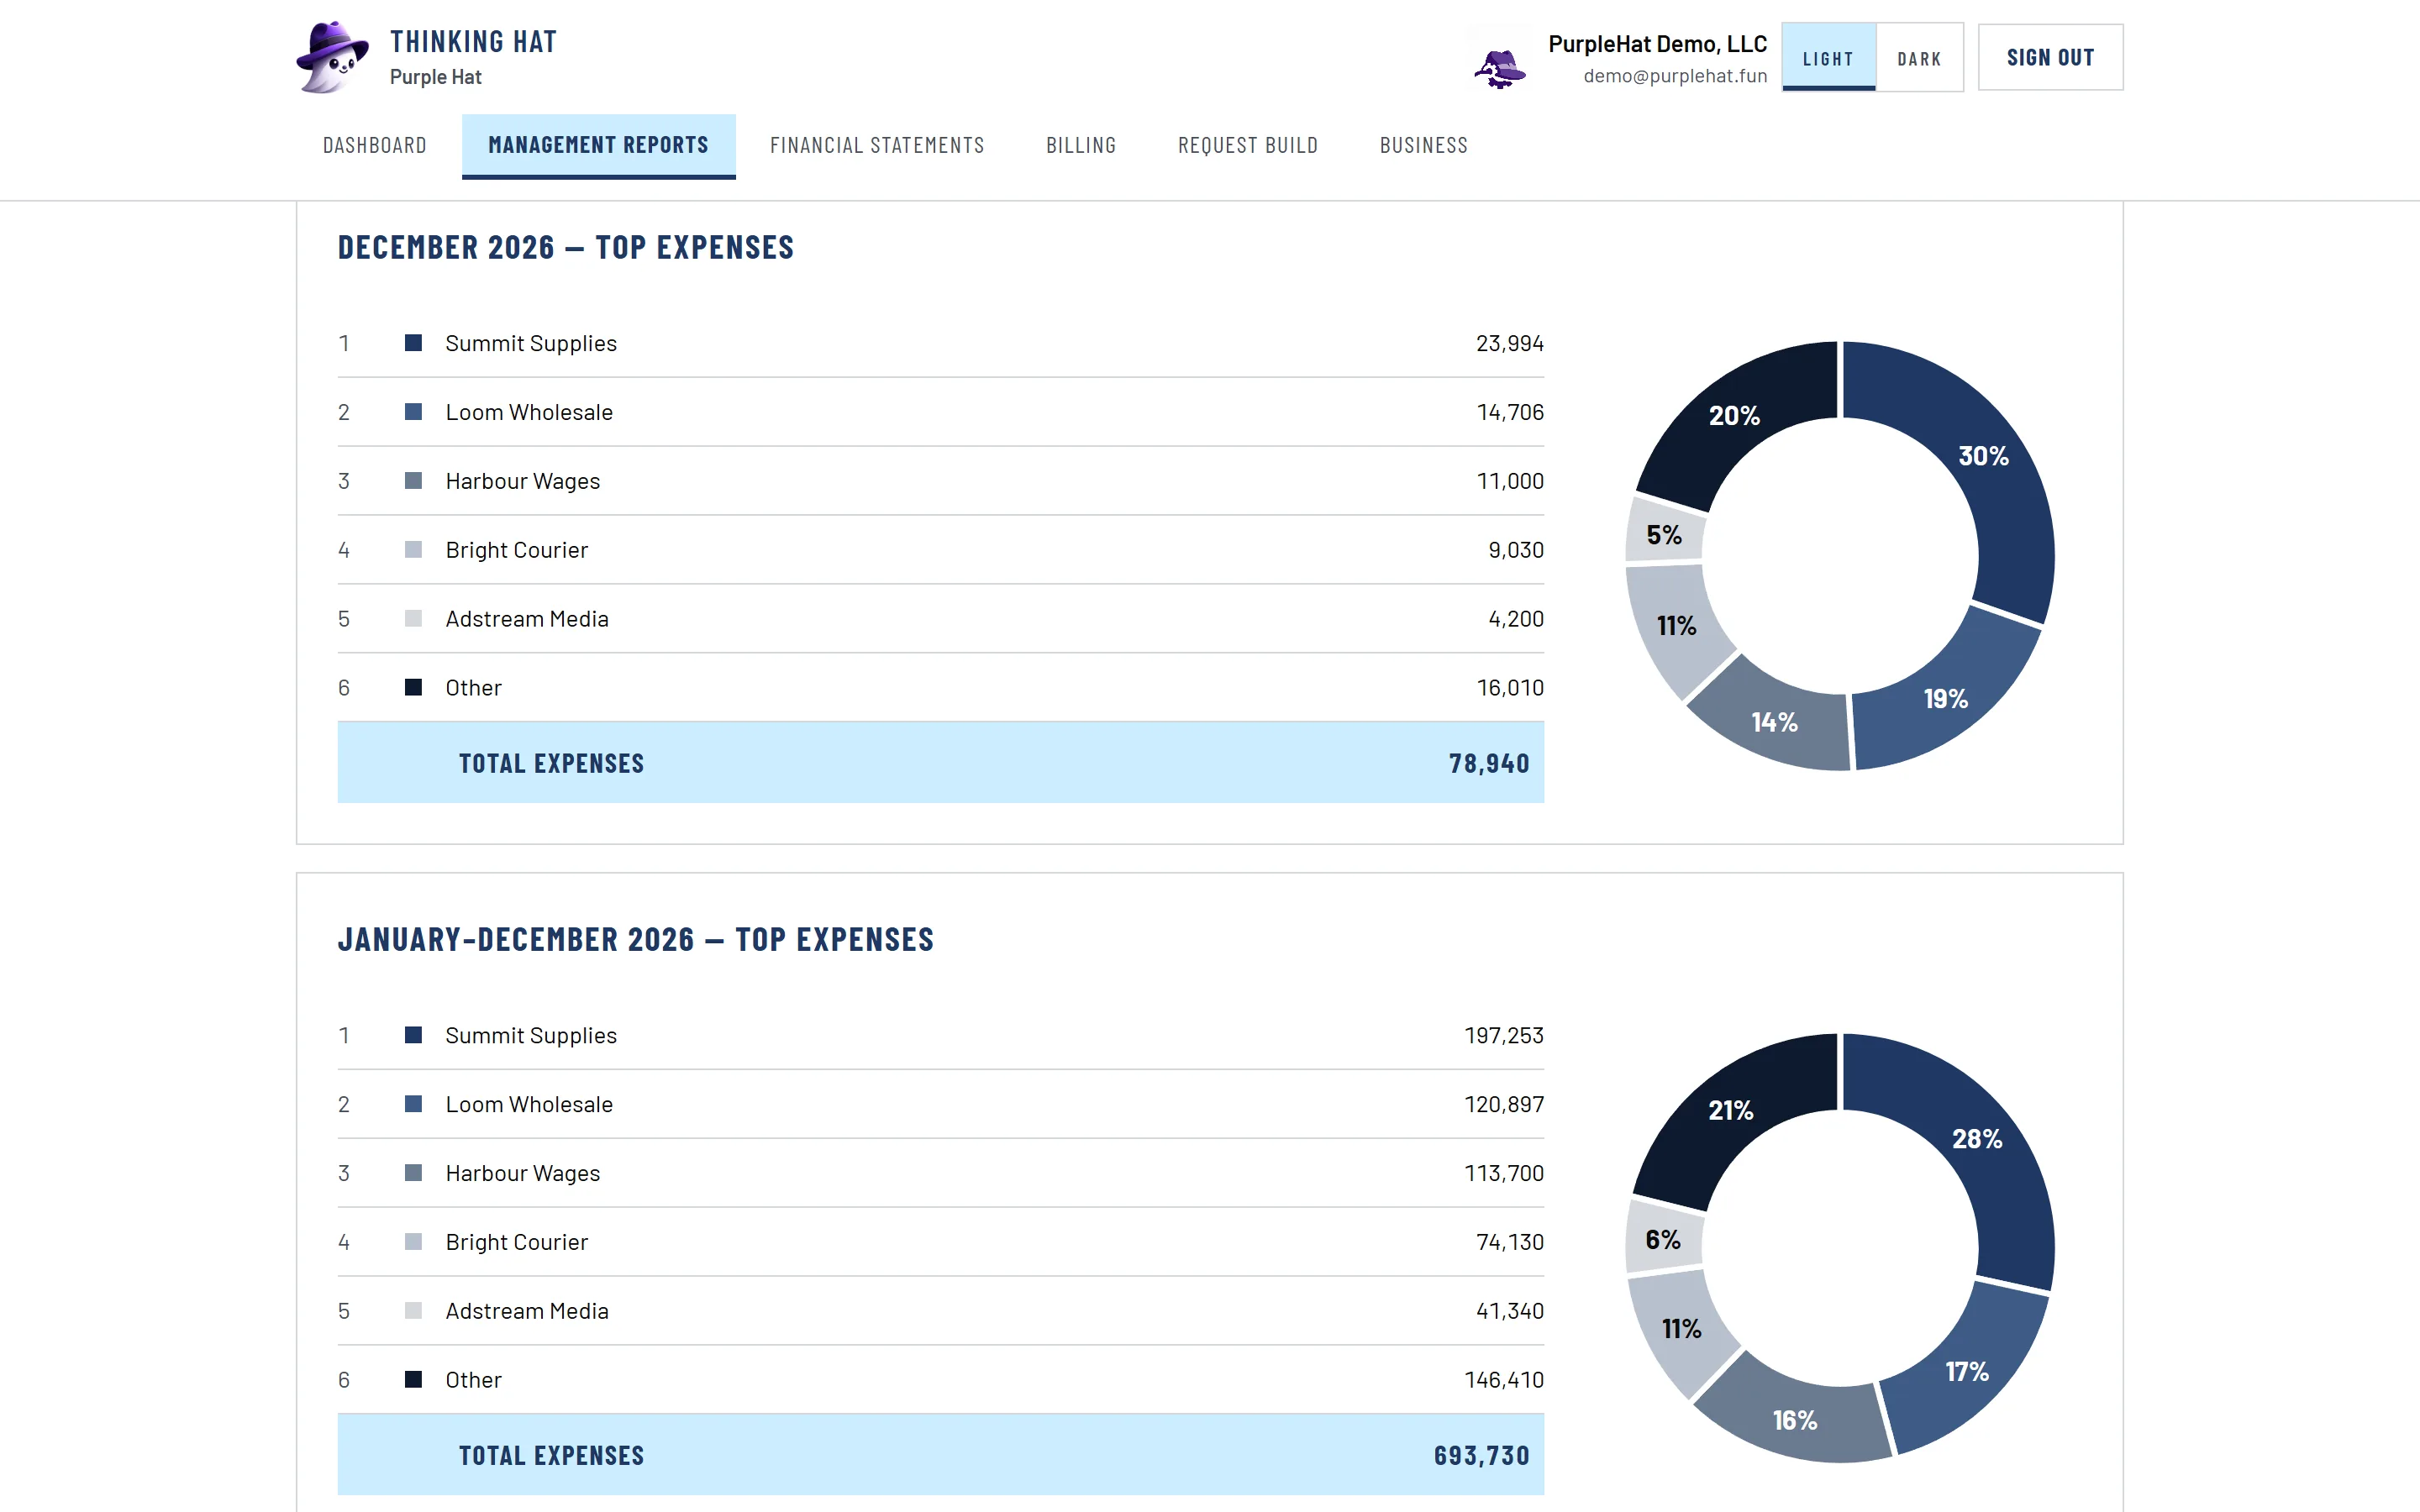 THINKING HAT
Purple Hat
PurpleHat Demo, LLC
demo@purplehat.fun
LIGHT
DARK
SIGN OUT
DASHBOARD
MANAGEMENT REPORTS
FINANCIAL STATEMENTS
BILLING
REQUEST BUILD
BUSINESS
DECEMBER 2026 — TOP EXPENSES
1 Summit Supplies 23,994
2 Loom Wholesale 14,706
3 Harbour Wages 11,000
4 Bright Courier 9,030
5 Adstream Media 4,200
6 Other 16,010
TOTAL EXPENSES 78,940
30%
19%
14%
11%
5%
20%
JANUARY–DECEMBER 2026 — TOP EXPENSES
1 Summit Supplies 197,253
2 Loom Wholesale 120,897
3 Harbour Wages 113,700
4 Bright Courier 74,130
5 Adstream Media 41,340
6 Other 146,410
TOTAL EXPENSES 693,730
28%
17%
16%
11%
6%
21%